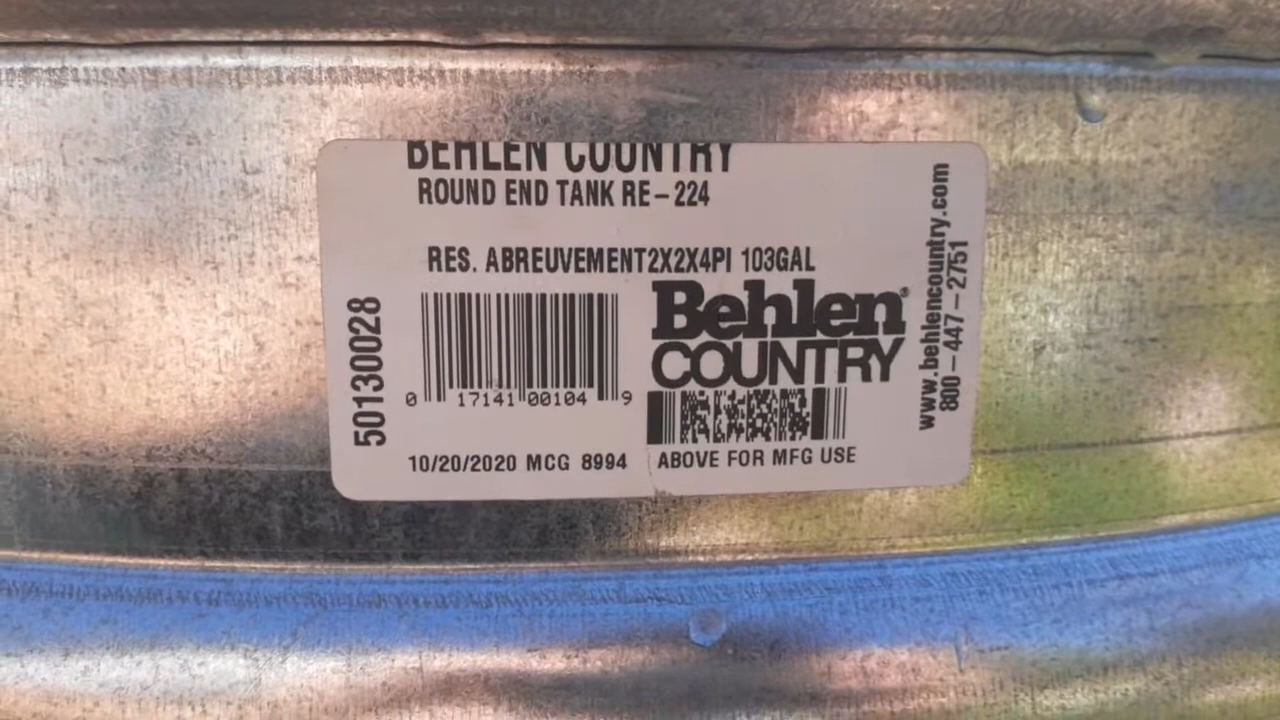 BEHLEN COUNTRY
ROUND END TANK RE-224
RES. ABREUVEMENT2X2X4PI 103GAL
50130028
0 17141 00104 9
Behlen®
COUNTRY
10/20/2020 MCG 8994
ABOVE FOR MFG USE
www.behlencountry.com
800-447-2751